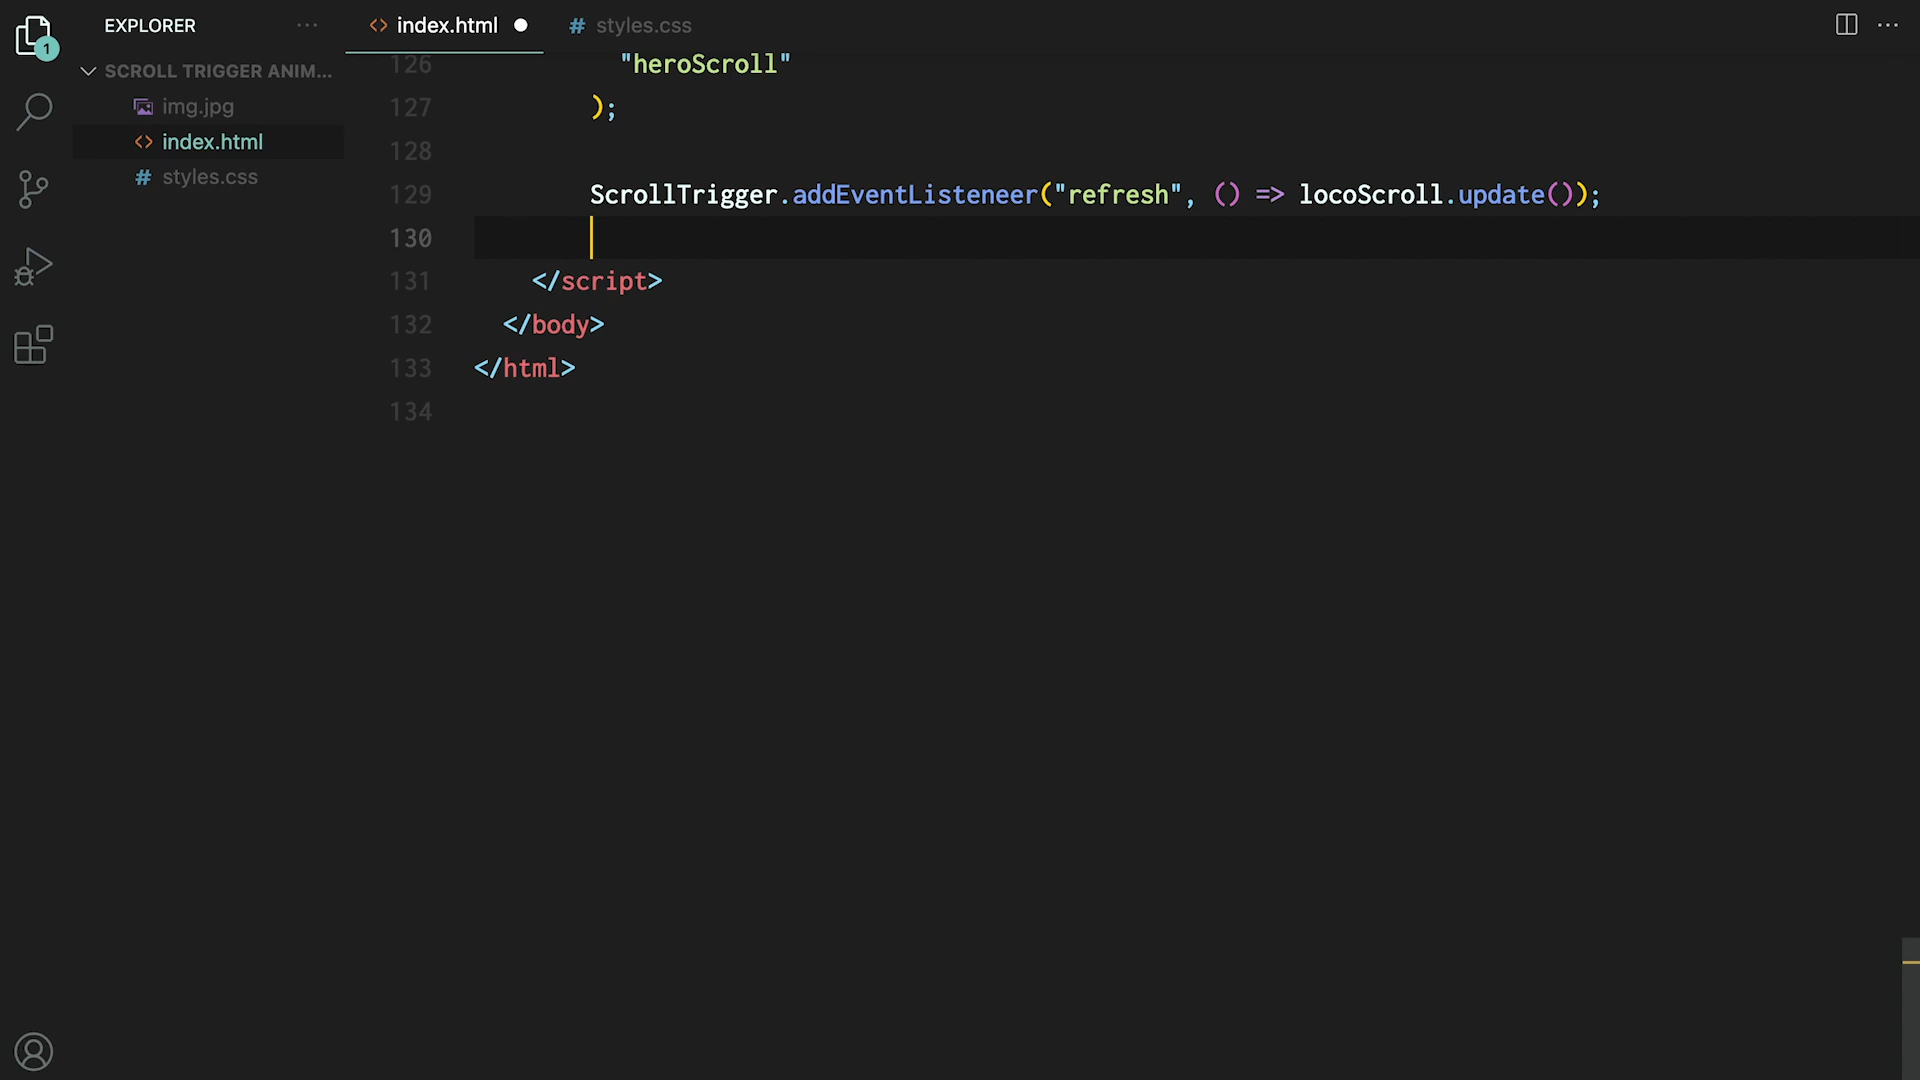 1
EXPLORER ···
SCROLL TRIGGER ANIM...
img.jpg
<> index.html
# styles.css
<> index.html ●
# styles.css
···
126 "heroScroll"
127 );
128
129 ScrollTrigger.addEventListeneer("refresh", () => locoScroll.update());
130
131 </script>
132 </body>
133 </html>
134